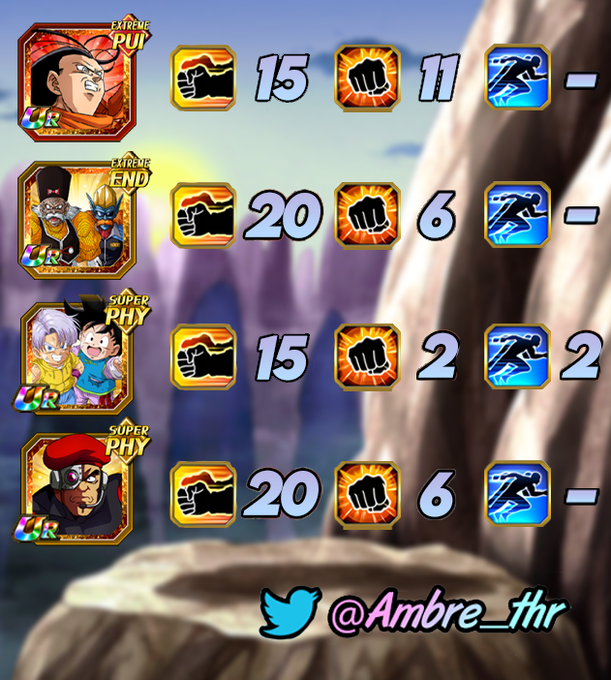 EXTREME
PUI
UR
15 11 -
EXTREME
END
UR
20 6 -
SUPER
PHY
UR
15 2 2
SUPER
PHY
UR
20 6 -
@Ambre_thr